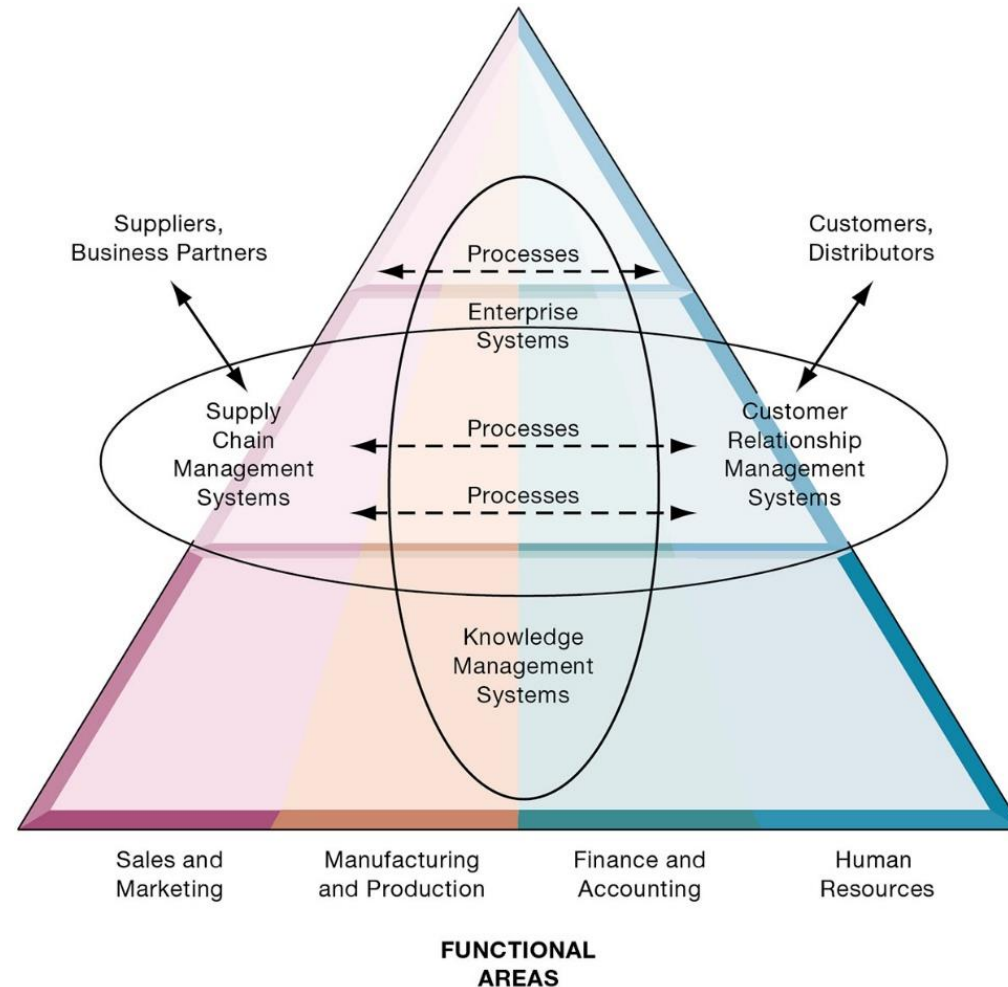 Suppliers,
Business Partners
Customers,
Distributors
Processes
Enterprise
Systems
Supply
Chain
Management
Systems
Processes
Processes
Customer
Relationship
Management
Systems
Knowledge
Management
Systems
Sales and
Marketing
Manufacturing
and Production
Finance and
Accounting
Human
Resources
FUNCTIONAL
AREAS